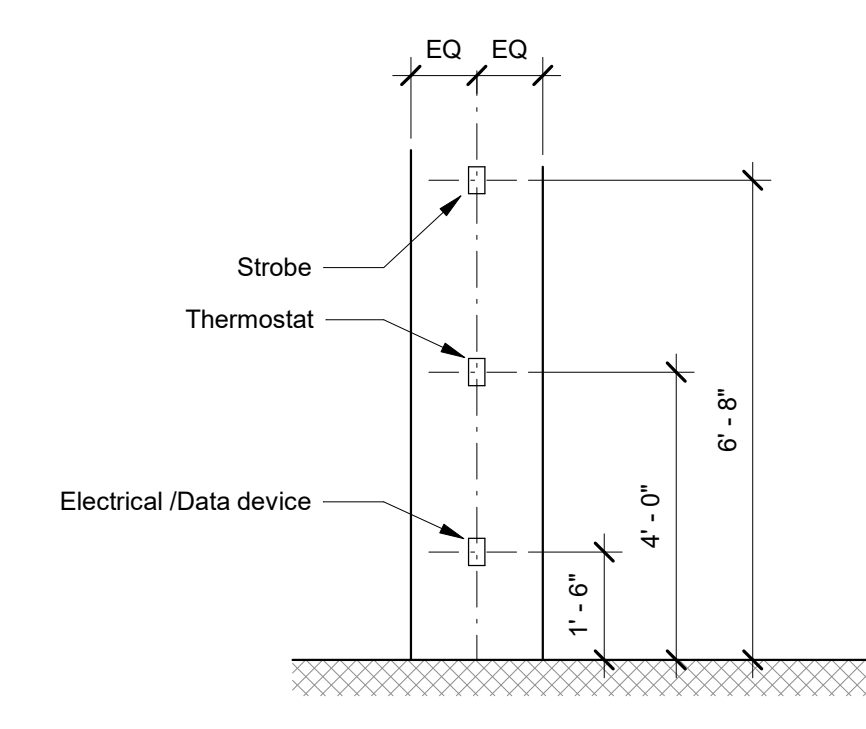 EQ EQ
Strobe
Thermostat
6' - 8"
Electrical /Data device
4' - 0"
1' - 6"